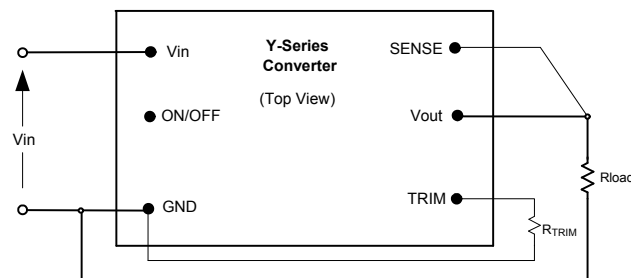 Y-Series
Converter
(Top View)
Vin
SENSE
ON/OFF
Vout
Vin
Rload
GND
TRIM
RTRIM